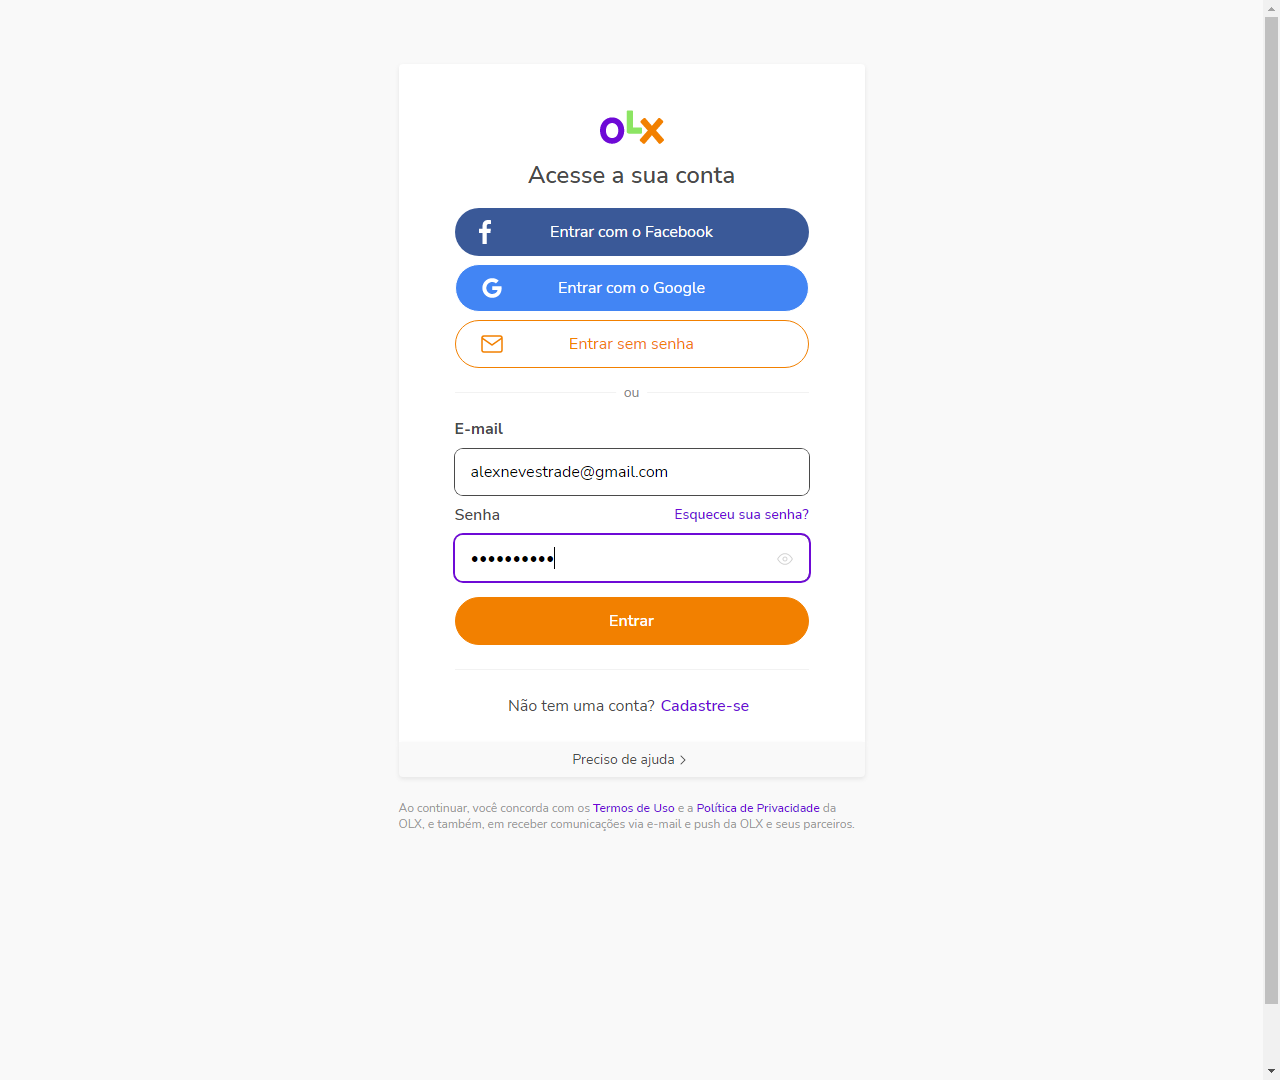 OLX
Acesse a sua conta
Entrar com o Facebook
Entrar com o Google
Entrar sem senha
ou
E-mail
alexnevestrade@gmail.com
Senha Esqueceu sua senha?
••••••••••
Entrar
Não tem uma conta? Cadastre-se
Preciso de ajuda
Ao continuar, você concorda com os Termos de Uso e a Política de Privacidade da
OLX, e também, em receber comunicações via e-mail e push da OLX e seus parceiros.